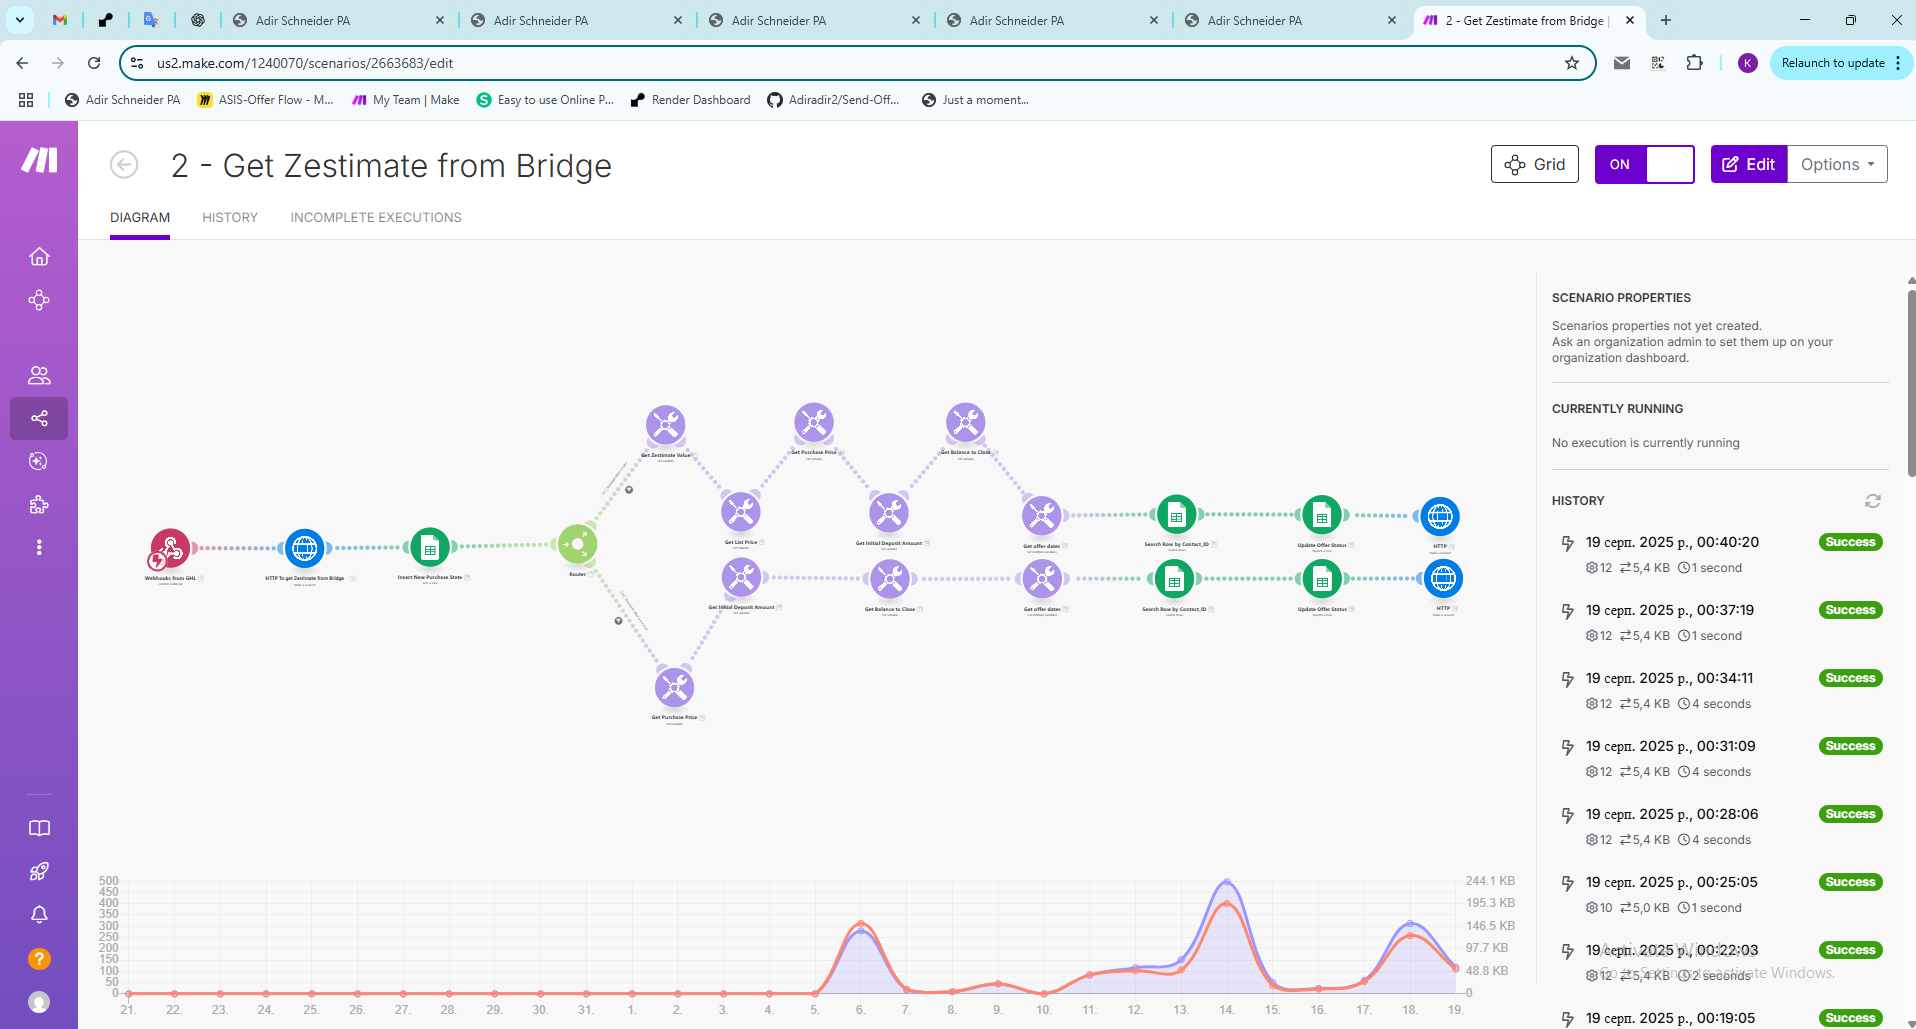 Adir Schneider PA
Adir Schneider PA
Adir Schneider PA
Adir Schneider PA
Adir Schneider PA
2 - Get Zestimate from Bridge |
us2.make.com/1240070/scenarios/2663683/edit
K
Relaunch to update
Adir Schneider PA
ASIS-Offer Flow - M...
My Team | Make
Easy to use Online P...
Render Dashboard
Adiradir2/Send-Off...
Just a moment...
2 - Get Zestimate from Bridge
Grid
ON
Edit
Options
DIAGRAM
HISTORY
INCOMPLETE EXECUTIONS
SCENARIO PROPERTIES
Scenarios properties not yet created.
Ask an organization admin to set them up on your
organization dashboard.
CURRENTLY RUNNING
No execution is currently running
HISTORY
19 серп. 2025 р., 00:40:20
Success
12 5,4 KB 1 second
19 серп. 2025 р., 00:37:19
Success
12 5,4 KB 1 second
19 серп. 2025 р., 00:34:11
Success
12 5,4 KB 4 seconds
19 серп. 2025 р., 00:31:09
Success
12 5,4 KB 4 seconds
19 серп. 2025 р., 00:28:06
Success
12 5,4 KB 4 seconds
19 серп. 2025 р., 00:25:05
Success
10 5,0 KB 1 second
19 серп. 2025 р., 00:22:03
Success
12 5,4 KB 2 seconds
19 серп. 2025 р., 00:19:05
Success
Activate Windows
Go to Settings to activate Windows.
Get Zestimate Value
Get Purchase Price
Get Balance to Close
Get List Price
Get Initial Deposit Amount
Get offer dates
Search Row by Contact_ID
Update Offer Status
HTTP
Webhooks from GHL
HTTP To get Zestimate from Bridge
Insert New Purchase State
Router
Get Initial Deposit Amount
Get Balance to Close
Get offer dates
Search Row by Contact_ID
Update Offer Status
HTTP
Get Purchase Price
500
450
400
350
300
250
200
150
100
50
0
244.1 KB
195.3 KB
146.5 KB
97.7 KB
48.8 KB
0
21. 22. 23. 24. 25. 26. 27. 28. 29. 30. 31. 1. 2. 3. 4. 5. 6. 7. 8. 9. 10. 11. 12. 13. 14. 15. 16. 17. 18. 19.
?